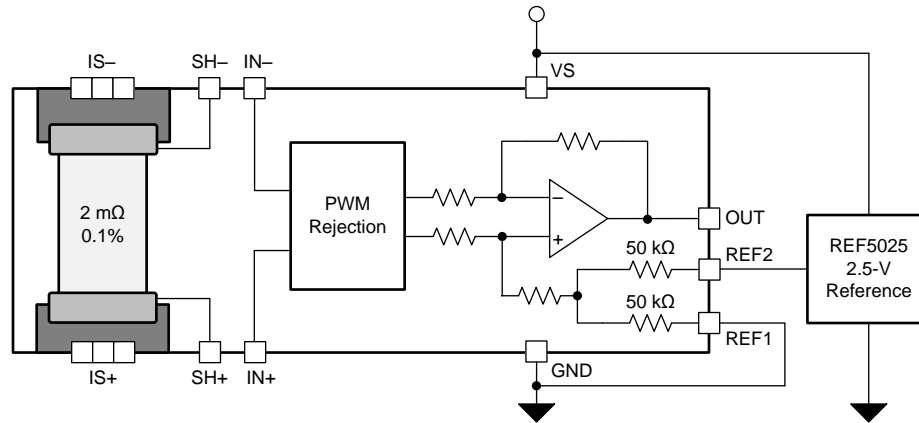 IS–
SH–
IN–
VS
2 mΩ
0.1%
PWM
Rejection
–
+
OUT
REF2
50 kΩ
50 kΩ
REF1
REF5025
2.5-V
Reference
GND
IS+
SH+
IN+